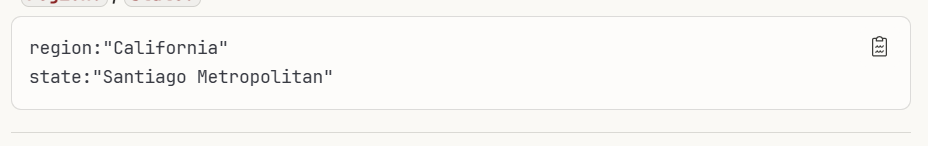 region:"California"
state:"Santiago Metropolitan"